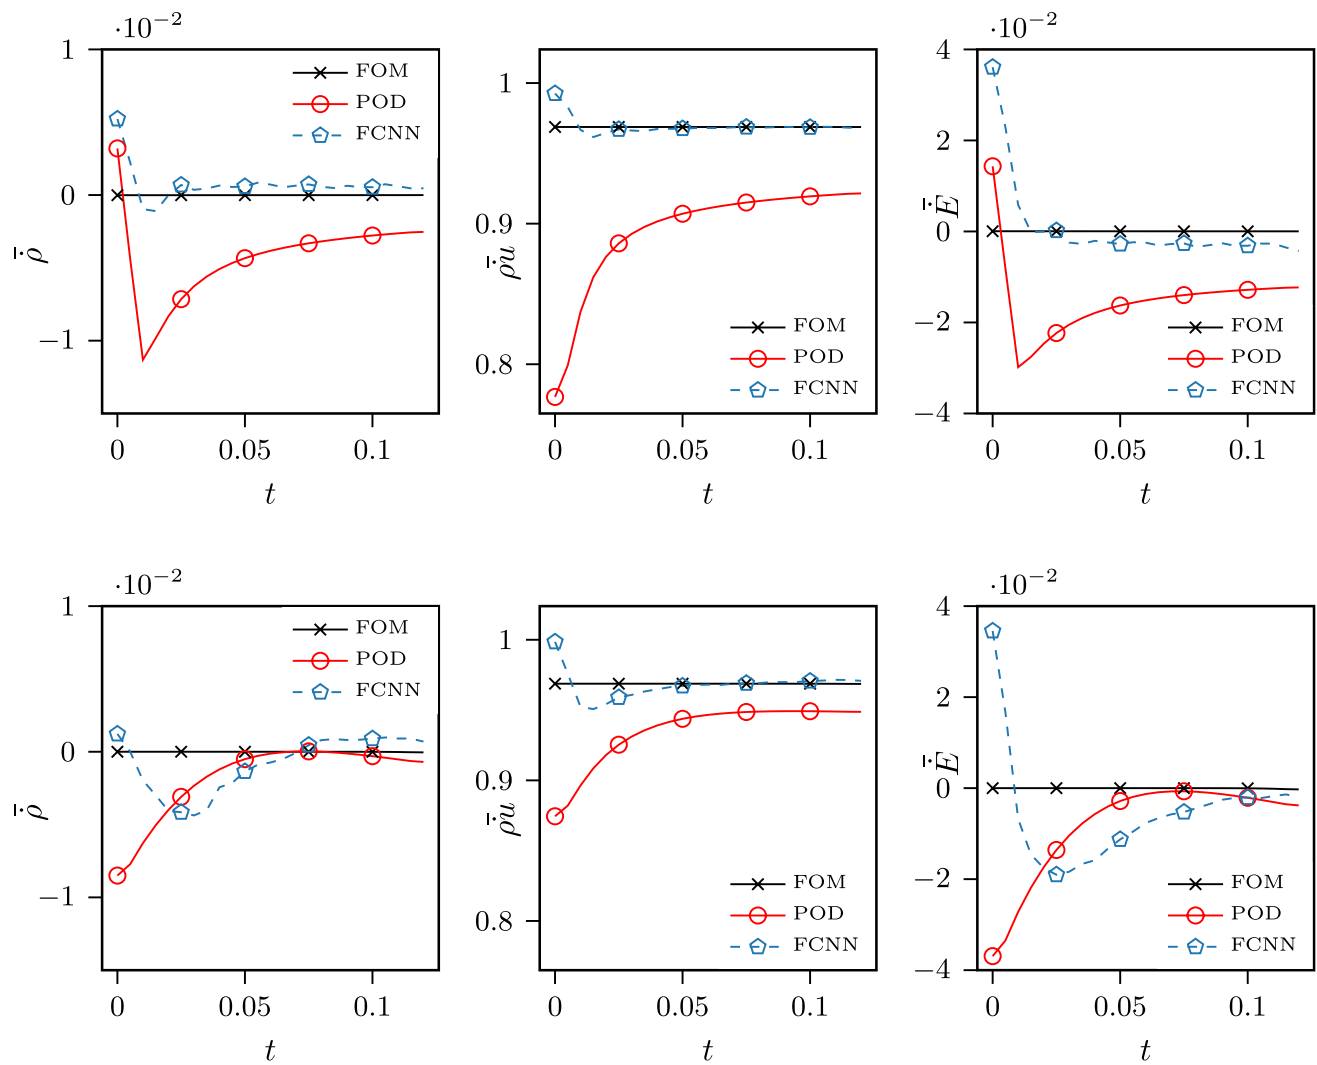 ·10⁻²
1
0
−1
ρ̇̄
0 0.05 0.1
t
FOM
POD
FCNN
1
0.9
0.8
ρ̇̄u
0 0.05 0.1
t
FOM
POD
FCNN
·10⁻²
4
2
0
−2
−4
Ė̄
0 0.05 0.1
t
FOM
POD
FCNN
·10⁻²
1
0
−1
ρ̇̄
0 0.05 0.1
t
FOM
POD
FCNN
1
0.9
0.8
ρ̇̄u
0 0.05 0.1
t
FOM
POD
FCNN
·10⁻²
4
2
0
−2
−4
Ė̄
0 0.05 0.1
t
FOM
POD
FCNN